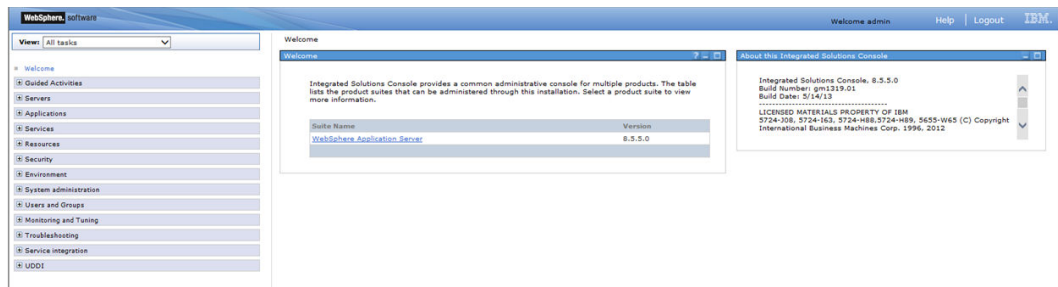 WebSphere. software
Welcome admin Help Logout IBM.
View: All tasks
Welcome
Guided Activities
Servers
Applications
Services
Resources
Security
Environment
System administration
Users and Groups
Monitoring and Tuning
Troubleshooting
Service integration
UDDI
Welcome
Welcome
Integrated Solutions Console provides a common administrative console for multiple products. The table
lists the product suites that can be administered through this installation. Select a product suite to view
more information.
Suite Name Version
WebSphere Application Server 8.5.5.0
About this Integrated Solutions Console
Integrated Solutions Console, 8.5.5.0
Build Number: gm1319.01
Build Date: 5/14/13
----------------------------------------
LICENSED MATERIALS PROPERTY OF IBM
5724-J08, 5724-I63, 5724-H88,5724-H89, 5655-W65 (C) Copyright
International Business Machines Corp. 1996, 2012